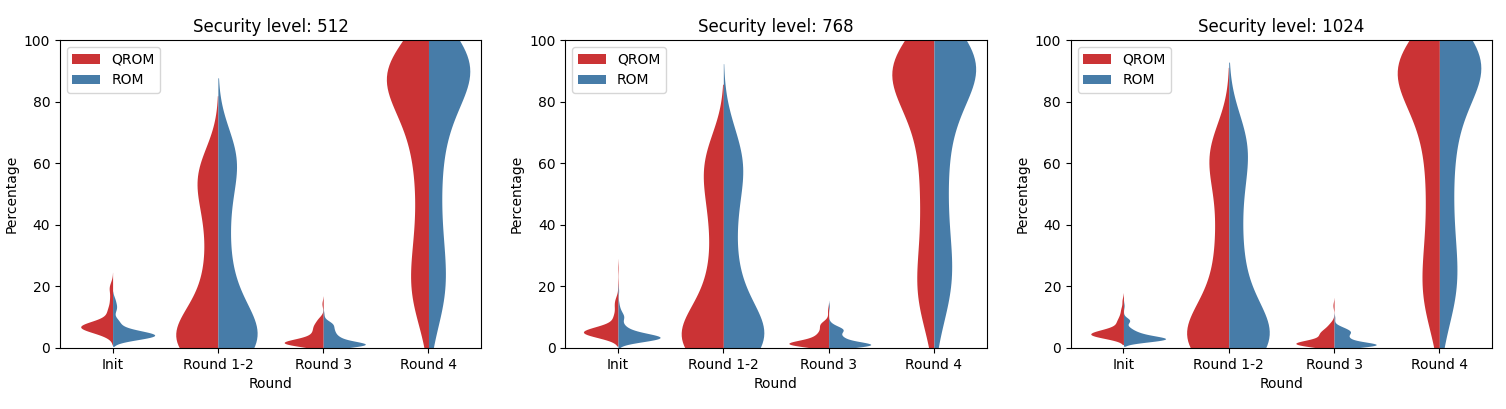 Security level: 512
100
80
60
40
20
0
Percentage
QROM
ROM
Init
Round 1-2
Round 3
Round 4
Round
Security level: 768
100
80
60
40
20
0
Percentage
QROM
ROM
Init
Round 1-2
Round 3
Round 4
Round
Security level: 1024
100
80
60
40
20
0
Percentage
QROM
ROM
Init
Round 1-2
Round 3
Round 4
Round